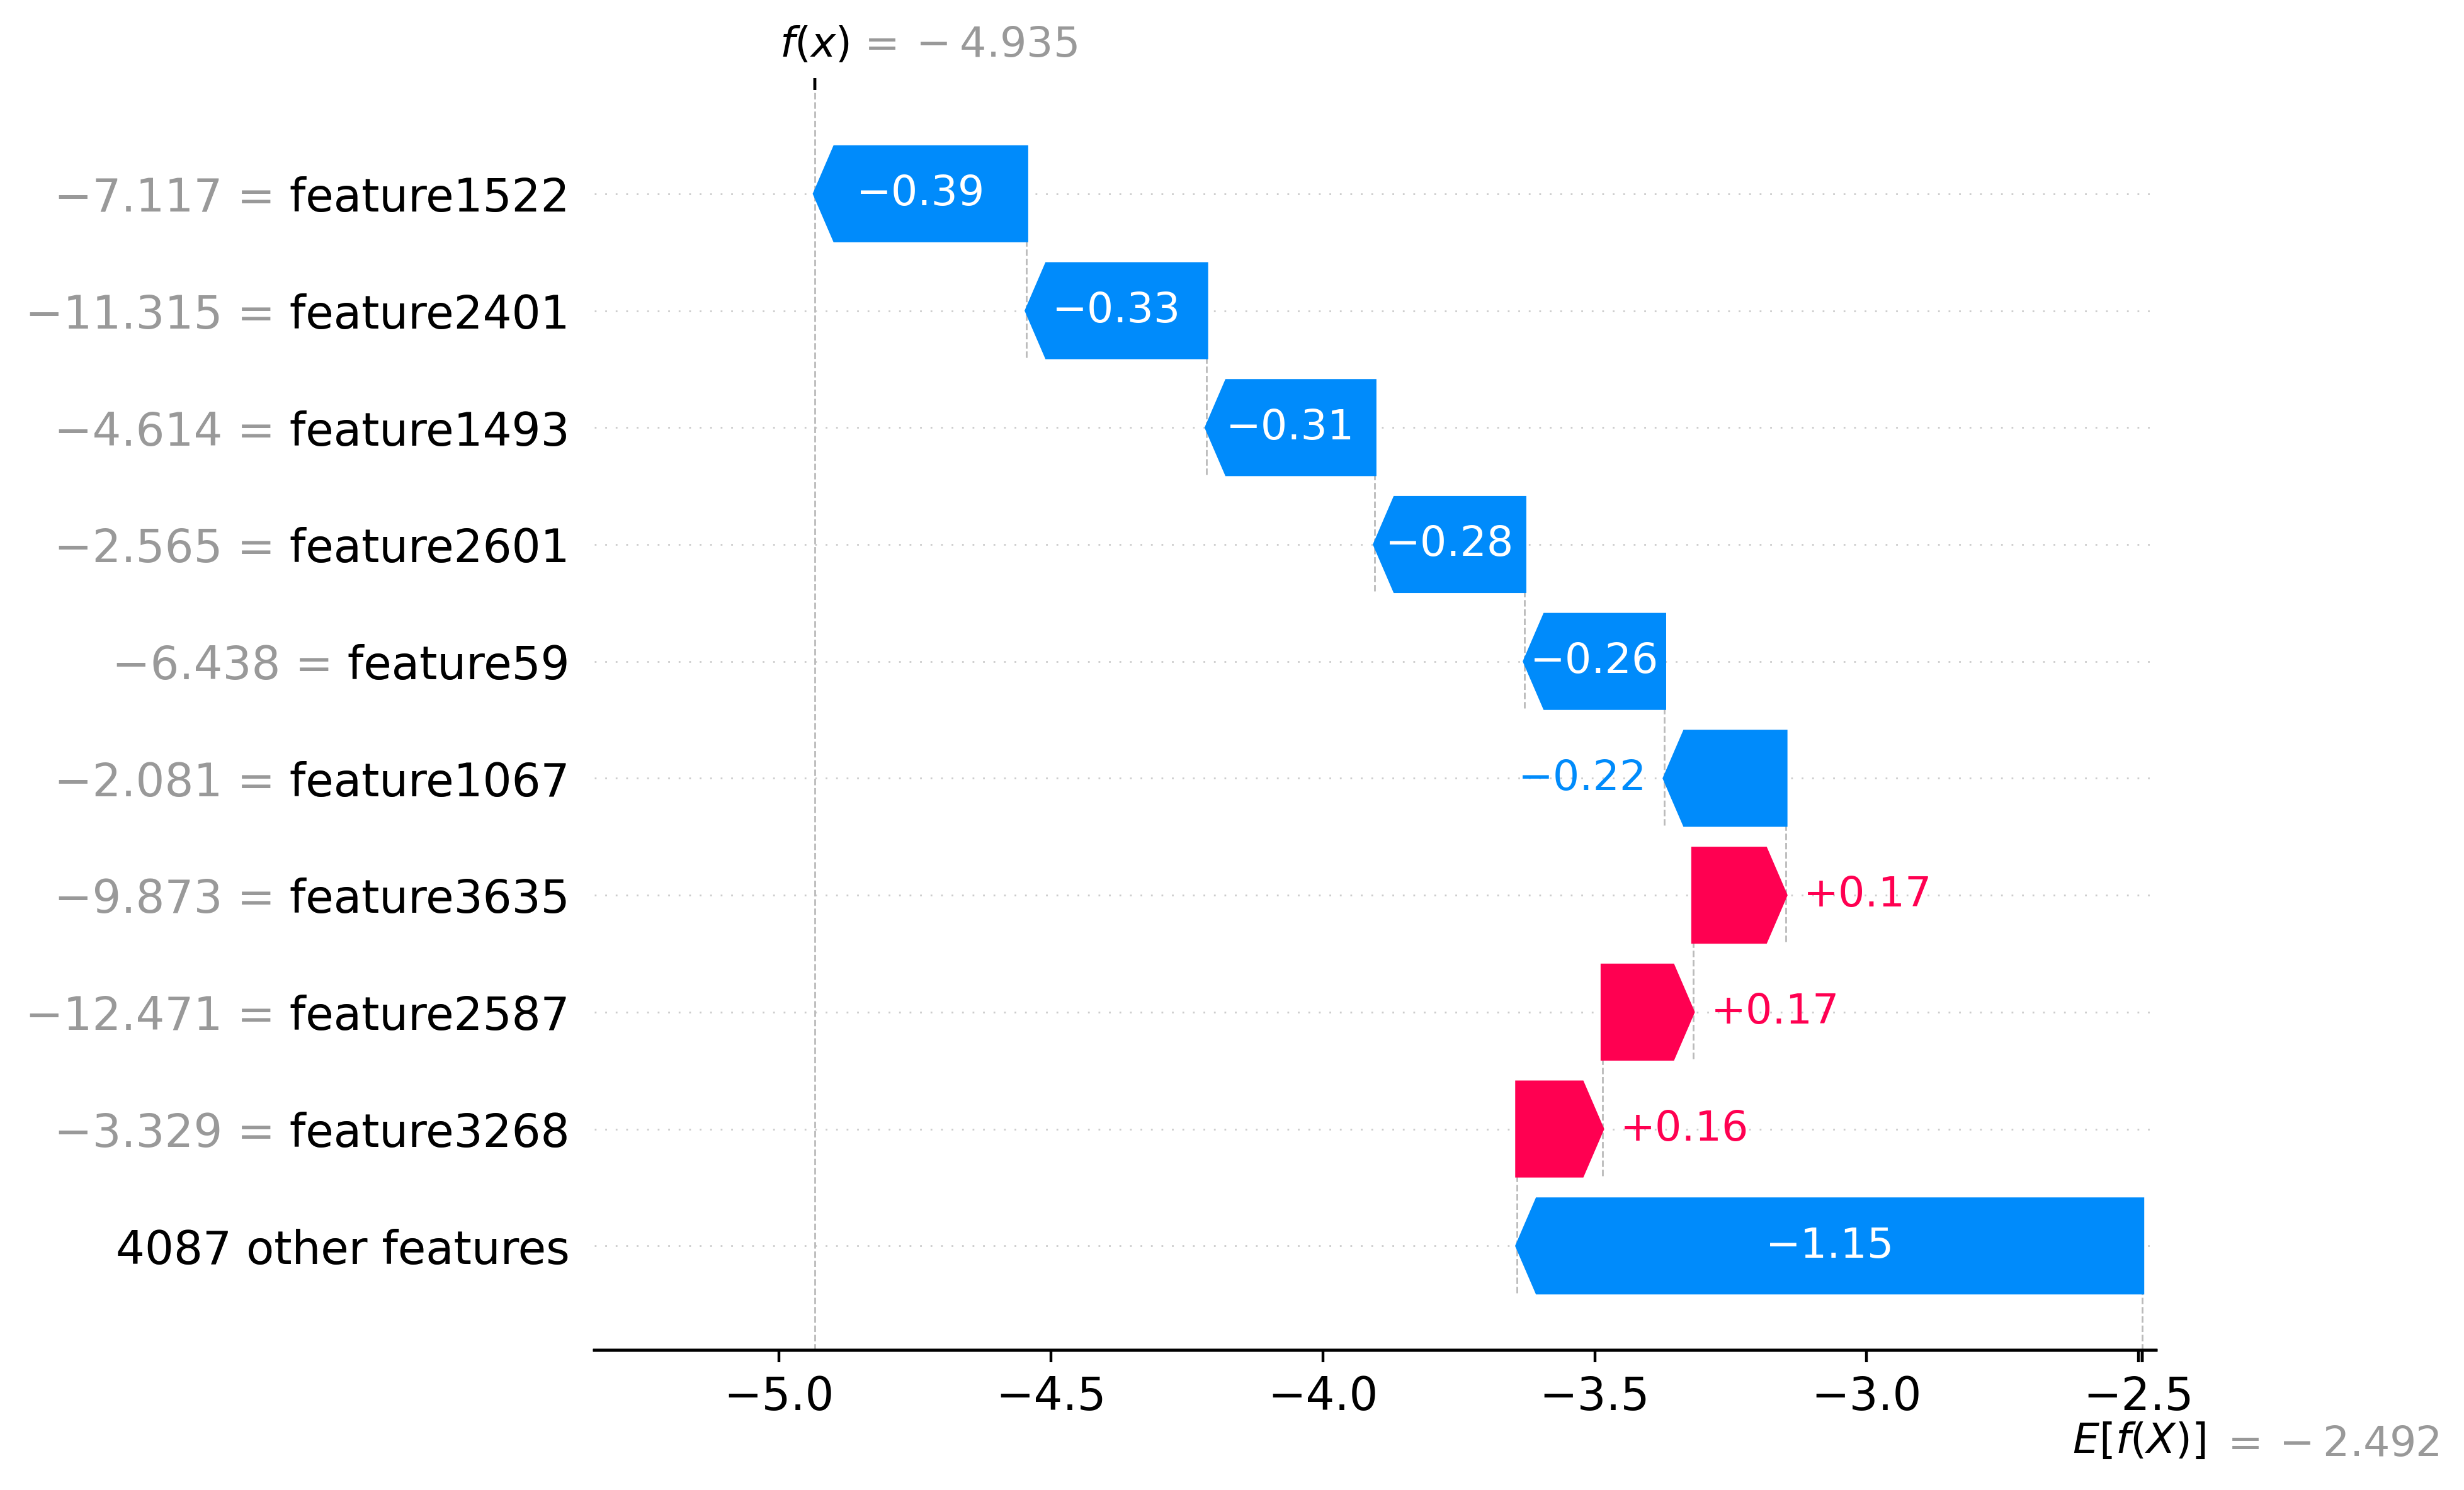 f(x) = −4.935
−7.117 = feature1522 −0.39
−11.315 = feature2401 −0.33
−4.614 = feature1493 −0.31
−2.565 = feature2601 −0.28
−6.438 = feature59 −0.26
−2.081 = feature1067 −0.22
−9.873 = feature3635 +0.17
−12.471 = feature2587 +0.17
−3.329 = feature3268 +0.16
4087 other features −1.15
−5.0 −4.5 −4.0 −3.5 −3.0 −2.5
E[f(X)] = −2.492